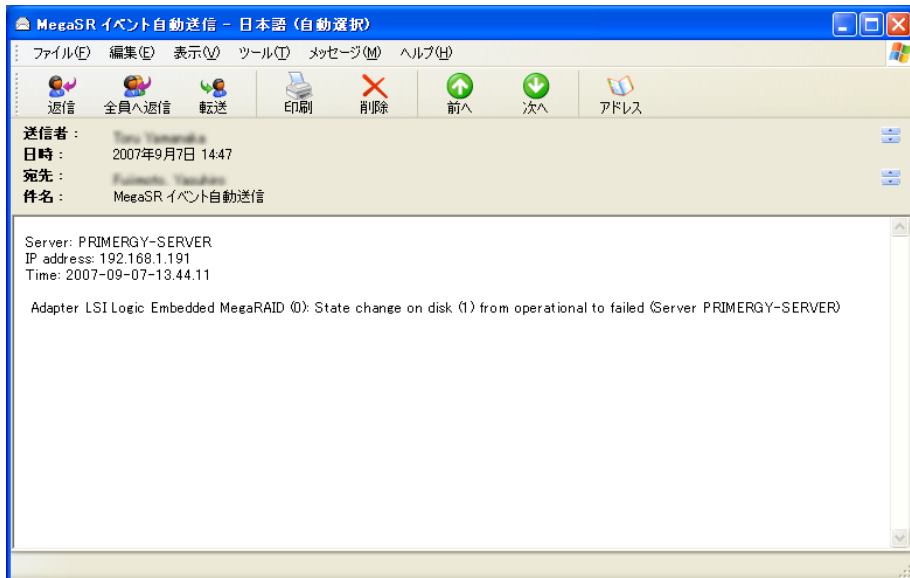 MegaSR イベント自動送信 - 日本語 (自動選択)
ファイル(F) 編集(E) 表示(V) ツール(T) メッセージ(M) ヘルプ(H)
返信 全員へ返信 転送 印刷 削除 前へ 次へ アドレス
送信者：
日時： 2007年9月7日 14:47
宛先：
件名： MegaSR イベント自動送信
Server: PRIMERGY-SERVER
IP address: 192.168.1.191
Time: 2007-09-07-13.44.11
Adapter LSI Logic Embedded MegaRAID (0): State change on disk (1) from operational to failed (Server PRIMERGY-SERVER)